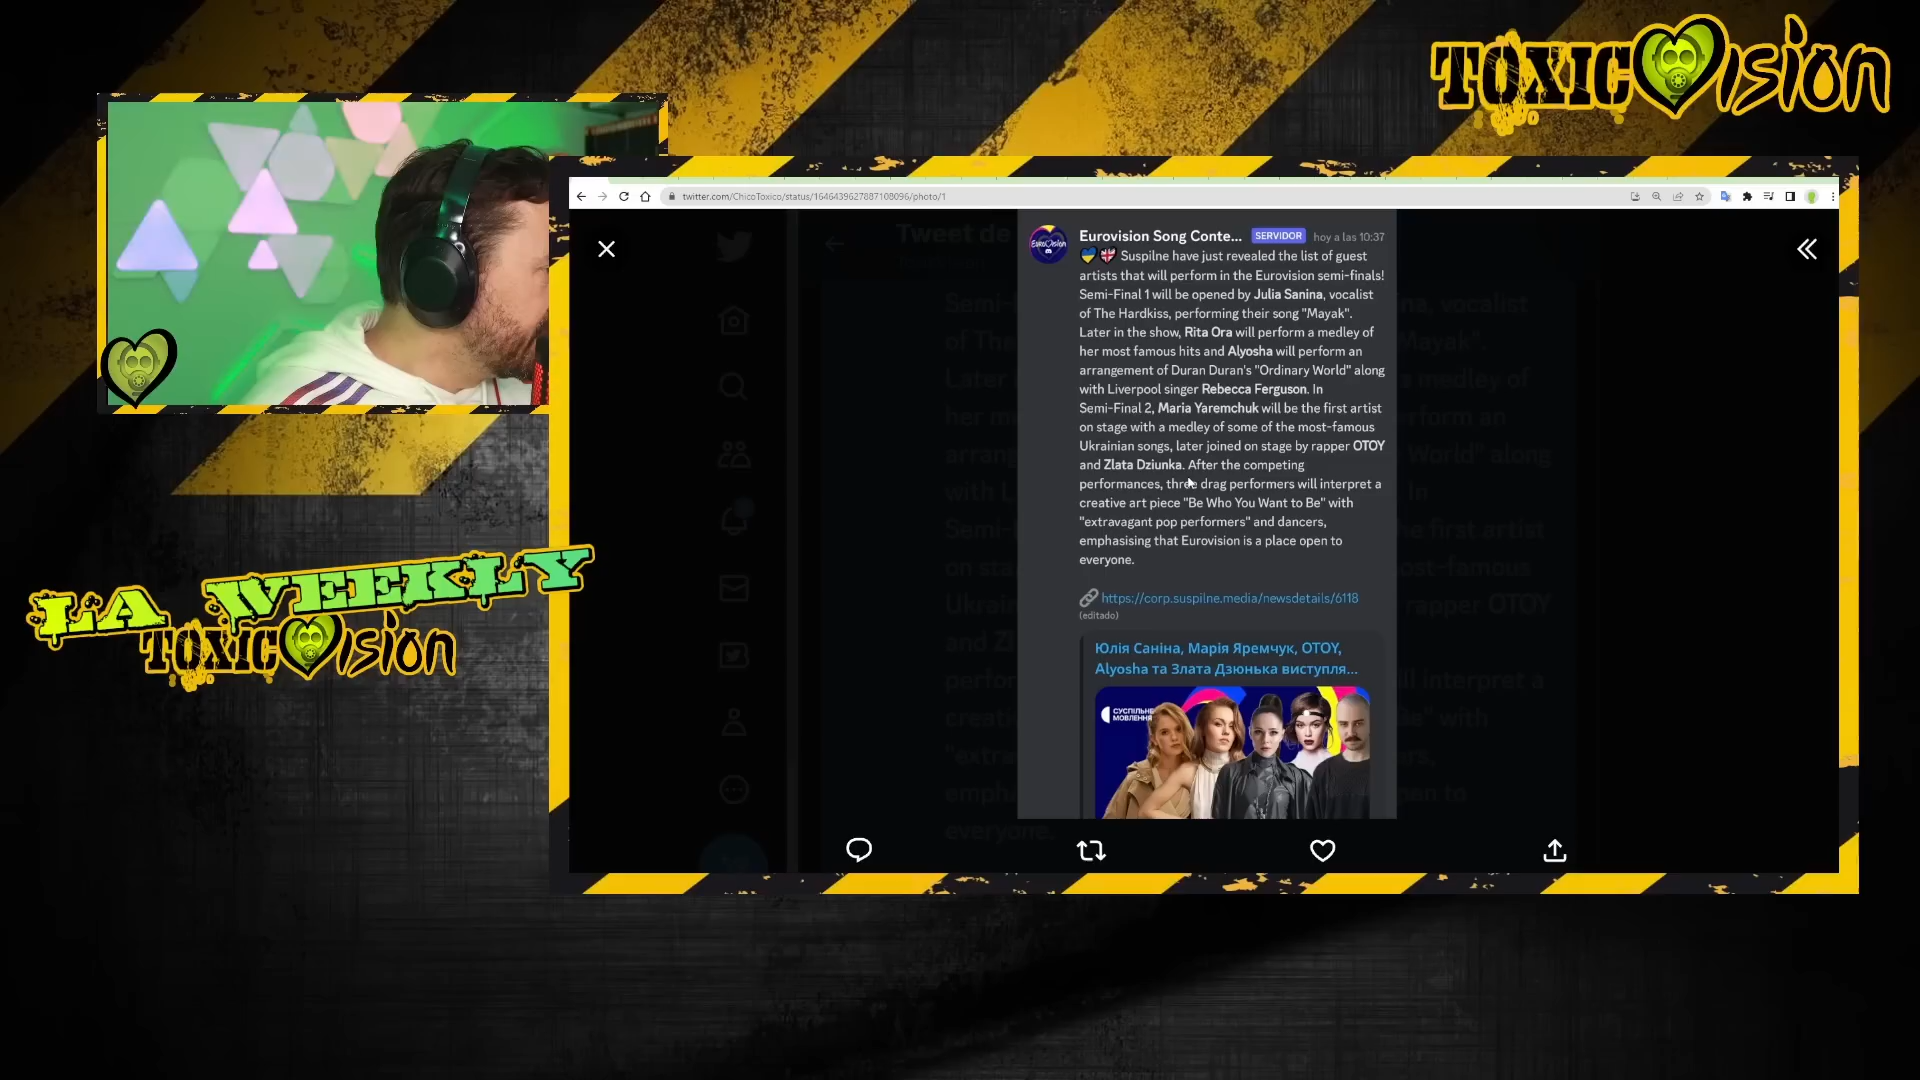 TOXICVISION
twitter.com/ChicoToxico/status/1646439627887108096/photo/1
Eurovision Song Conte... SERVIDOR hoy a las 10:37
Suspilne have just revealed the list of guest
artists that will perform in the Eurovision semi-finals!
Semi-Final 1 will be opened by Julia Sanina, vocalist
of The Hardkiss, performing their song "Mayak".
Later in the show, Rita Ora will perform a medley of
her most famous hits and Alyosha will perform an
arrangement of Duran Duran's "Ordinary World" along
with Liverpool singer Rebecca Ferguson. In
Semi-Final 2, Maria Yaremchuk will be the first artist
on stage with a medley of some of the most-famous
Ukrainian songs, later joined on stage by rapper OTOY
and Zlata Dziunka. After the competing
performances, three drag performers will interpret a
creative art piece "Be Who You Want to Be" with
"extravagant pop performers" and dancers,
emphasising that Eurovision is a place open to
everyone.
https://corp.suspilne.media/newsdetails/6118
(editado)
Юлія Саніна, Марія Яремчук, OTOY,
Alyosha та Злата Дзюнька виступля...
СУСПІЛЬНЕ
МОВЛЕННЯ
LA WEEKLY
TOXICVISION